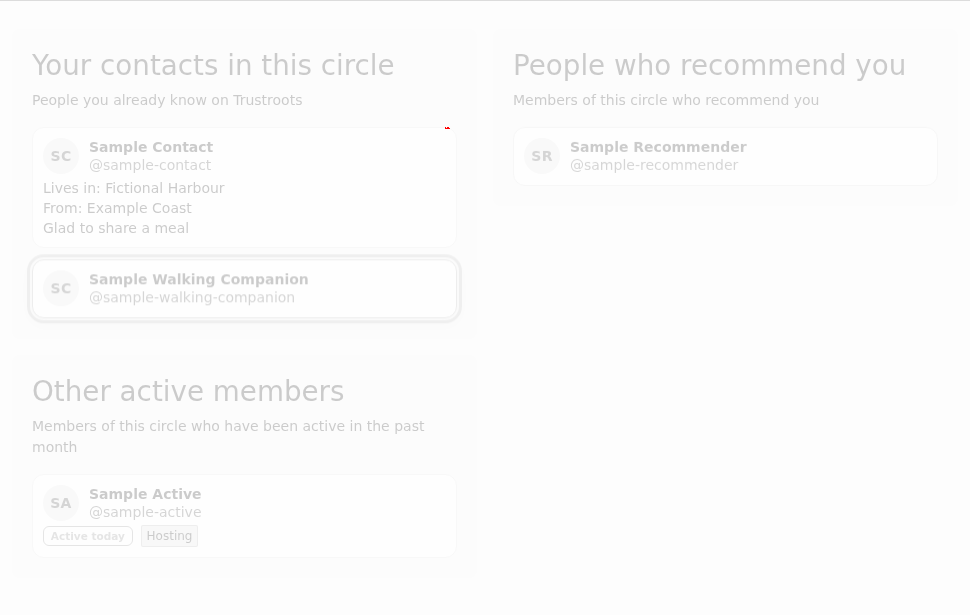 Your contacts in this circle
People you already know on Trustroots
SC
Sample Contact
@sample-contact
Lives in: Fictional Harbour
From: Example Coast
Glad to share a meal
SC
Sample Walking Companion
@sample-walking-companion
Other active members
Members of this circle who have been active in the past
month
SA
Sample Active
@sample-active
Active today
Hosting
People who recommend you
Members of this circle who recommend you
SR
Sample Recommender
@sample-recommender